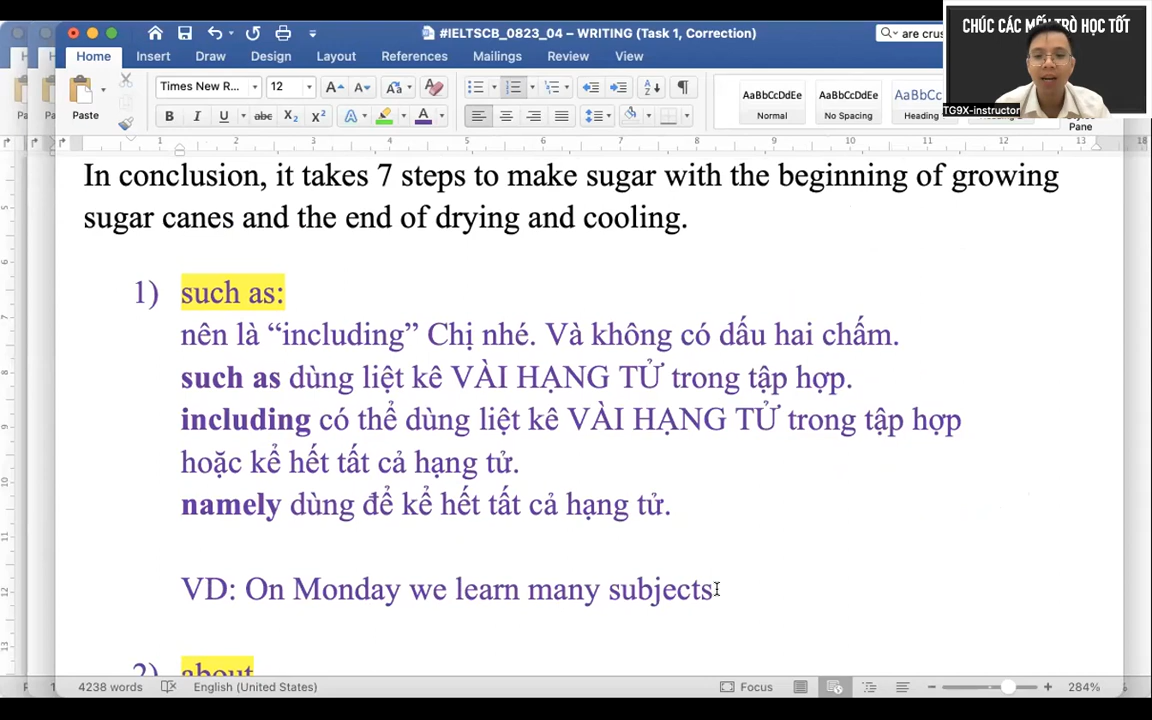 #IELTSCB_0823_04 – WRITING (Task 1, Correction)
are crus
CHÚC CÁC TRÒ HỌC TỐT
TG9X-instructor
Home Insert Draw Design Layout References Mailings Review View
Paste
Times New R... 12
AaBbCcDdEe AaBbCcDdEe
Normal No Spacing Heading
Pane
In conclusion, it takes 7 steps to make sugar with the beginning of growing
sugar canes and the end of drying and cooling.
1) such as:
nên là “including” Chị nhé. Và không có dấu hai chấm.
such as dùng liệt kê VÀI HẠNG TỬ trong tập hợp.
including có thể dùng liệt kê VÀI HẠNG TỬ trong tập hợp
hoặc kể hết tất cả hạng tử.
namely dùng để kể hết tất cả hạng tử.
VD: On Monday we learn many subjects
2) about
4238 words English (United States) Focus 284%